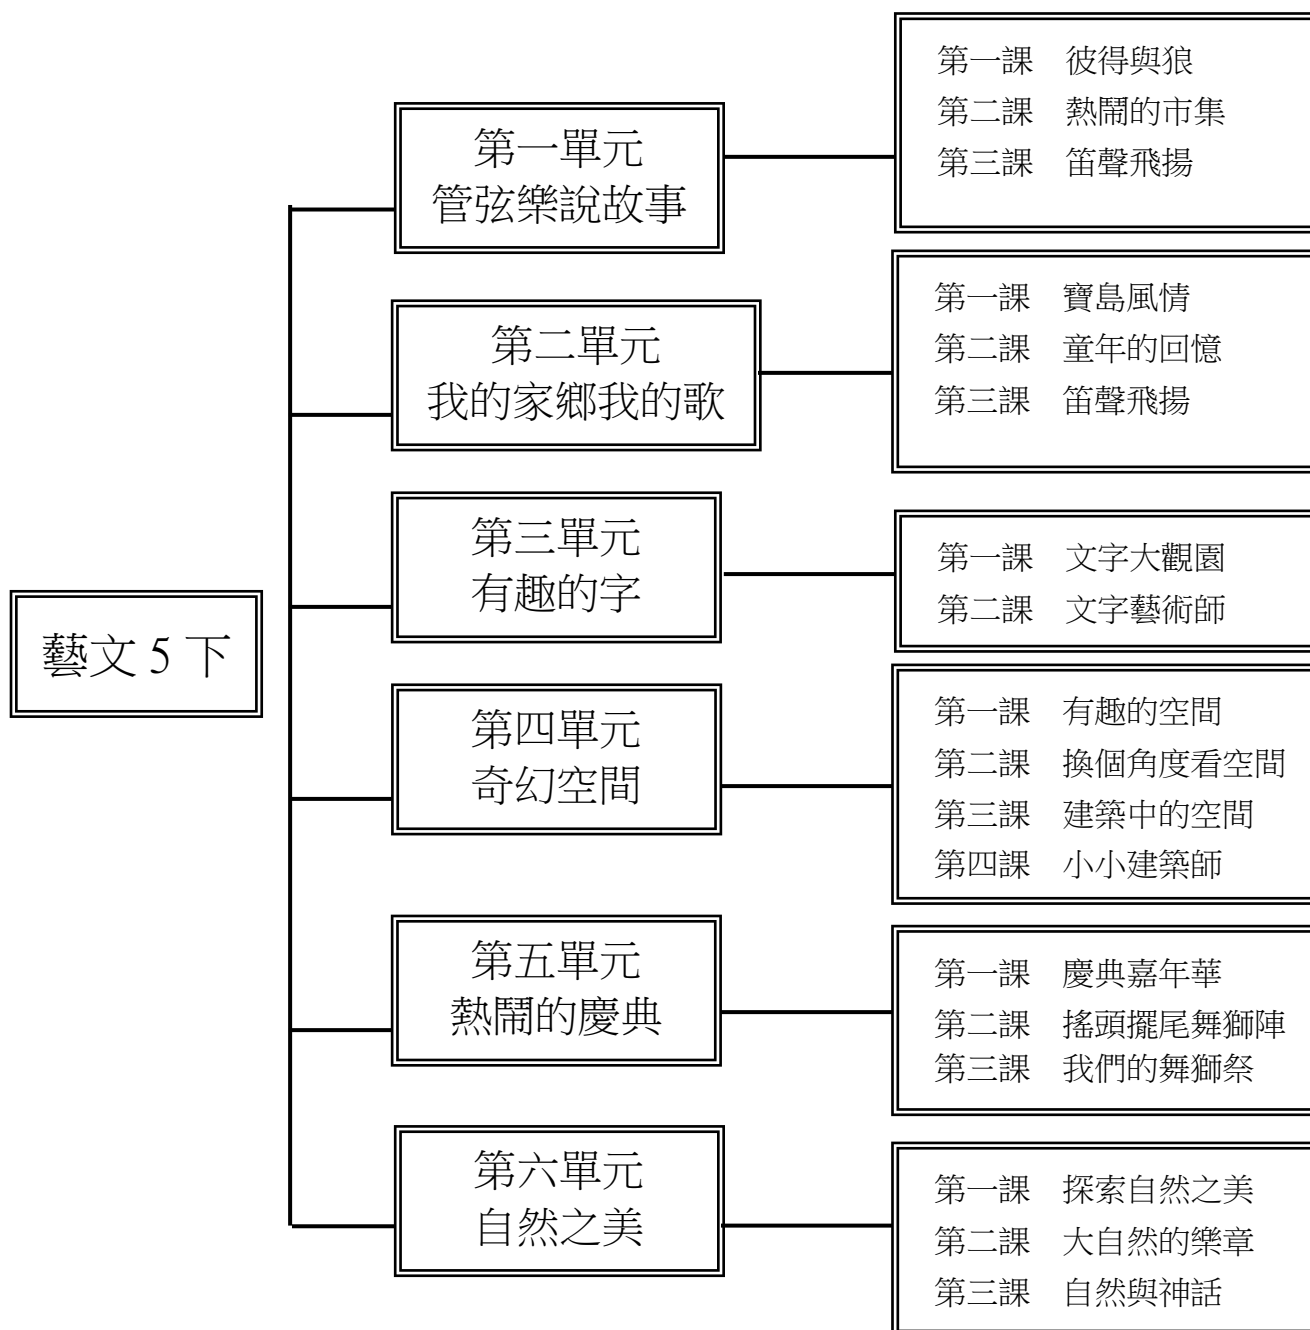 藝文 5 下
第一單元
管弦樂說故事
第一課　彼得與狼
第二課　熱鬧的市集
第三課　笛聲飛揚
第二單元
我的家鄉我的歌
第一課　寶島風情
第二課　童年的回憶
第三課　笛聲飛揚
第三單元
有趣的字
第一課　文字大觀園
第二課　文字藝術師
第四單元
奇幻空間
第一課　有趣的空間
第二課　換個角度看空間
第三課　建築中的空間
第四課　小小建築師
第五單元
熱鬧的慶典
第一課　慶典嘉年華
第二課　搖頭擺尾舞獅陣
第三課　我們的舞獅祭
第六單元
自然之美
第一課　探索自然之美
第二課　大自然的樂章
第三課　自然與神話